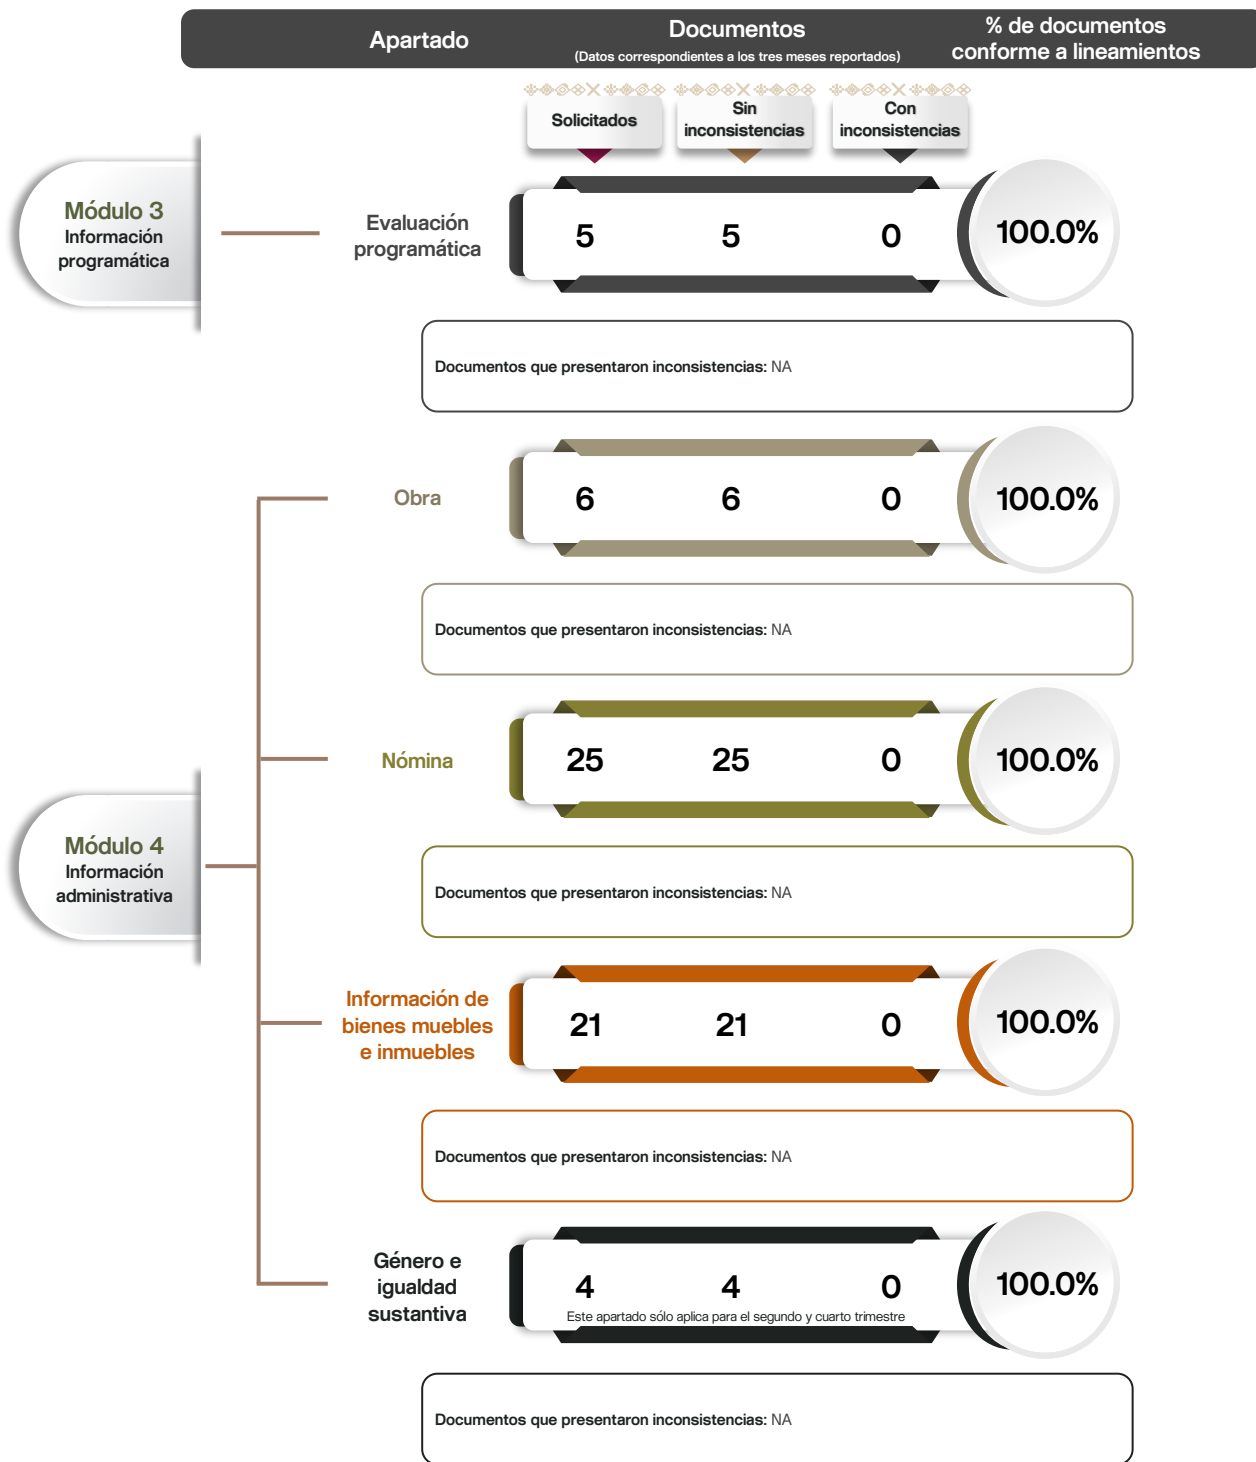 Apartado
Documentos
(Datos correspondientes a los tres meses reportados)
% de documentos
conforme a lineamientos
Solicitados
Sin
inconsistencias
Con
inconsistencias
Módulo 3
Información
programática
Evaluación
programática
5 5 0 100.0%
Documentos que presentaron inconsistencias: NA
Obra
6 6 0 100.0%
Documentos que presentaron inconsistencias: NA
Nómina
25 25 0 100.0%
Documentos que presentaron inconsistencias: NA
Módulo 4
Información
administrativa
Información de
bienes muebles
e inmuebles
21 21 0 100.0%
Documentos que presentaron inconsistencias: NA
Género e
igualdad
sustantiva
4 4 0 100.0%
Este apartado sólo aplica para el segundo y cuarto trimestre
Documentos que presentaron inconsistencias: NA